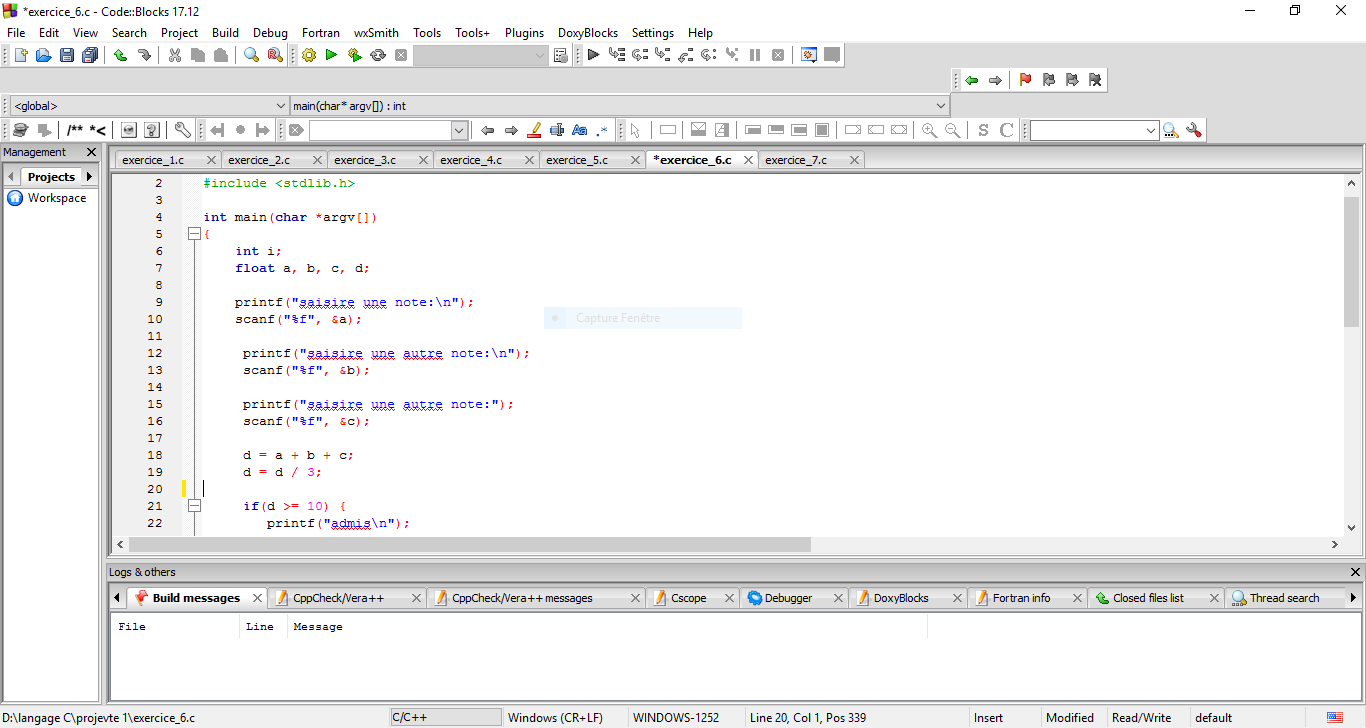 *exercice_6.c - Code::Blocks 17.12
File Edit View Search Project Build Debug Fortran wxSmith Tools Tools+ Plugins DoxyBlocks Settings Help
<global> main(char* argv[]) : int
/** *<
Aa .*
S C
Management
Projects
Workspace
exercice_1.c exercice_2.c exercice_3.c exercice_4.c exercice_5.c *exercice_6.c exercice_7.c
2 #include <stdlib.h>
3
4 int main(char *argv[])
5 {
6 int i;
7 float a, b, c, d;
8
9 printf("saisire une note:\n");
10 scanf("%f", &a);
Capture Fenêtre
11
12 printf("saisire une autre note:\n");
13 scanf("%f", &b);
14
15 printf("saisire une autre note:");
16 scanf("%f", &c);
17
18 d = a + b + c;
19 d = d / 3;
20
21 if(d >= 10) {
22 printf("admis\n");
Logs & others
Build messages CppCheck/Vera++ CppCheck/Vera++ messages Cscope Debugger DoxyBlocks Fortran info Closed files list Thread search
File Line Message
D:\langage C\projevte 1\exercice_6.c C/C++ Windows (CR+LF) WINDOWS-1252 Line 20, Col 1, Pos 339 Insert Modified Read/Write default